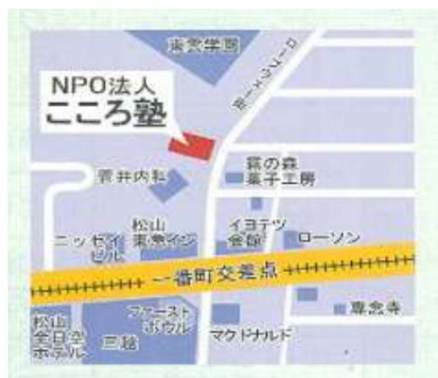 東雲学園
ロープウェー街
NPO法人
こころ塾
菅井内科
霧の森
菓子工房
松山
東急イン
イヨテツ
会館
ローソン
ニッセイ
ビル
一番町交差点
ファースト
ボウル
マクドナルド
専念寺
松山
全日空
ホテル
三越